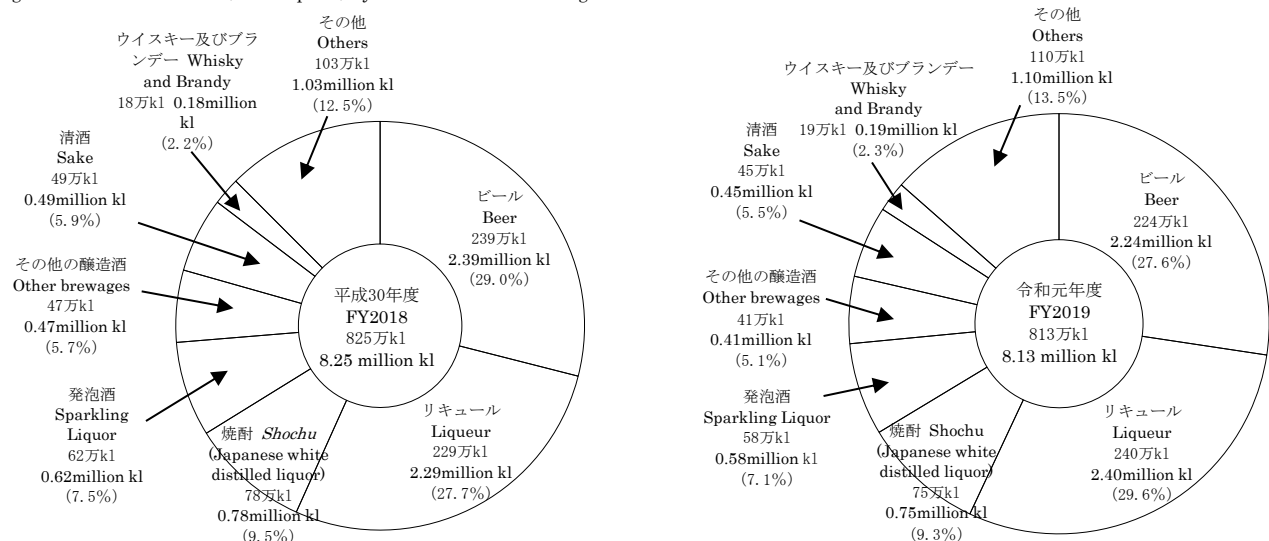 その他
Others
103万kl
1.03million kl
(12.5%)
ウイスキー及びブラ
ンデー Whisky
and Brandy
18万kl 0.18million
kl
(2.2%)
清酒
Sake
49万kl
0.49million kl
(5.9%)
その他の醸造酒
Other brewages
47万kl
0.47million kl
(5.7%)
発泡酒
Sparkling
Liquor
62万kl
0.62million kl
(7.5%)
焼酎 Shochu
(Japanese white
distilled liquor)
78万kl
0.78million kl
(9.5%)
リキュール
Liqueur
229万kl
2.29million kl
(27.7%)
ビール
Beer
239万kl
2.39million kl
(29.0%)
平成30年度
FY2018
825万kl
8.25 million kl
その他
Others
110万kl
1.10million kl
(13.5%)
ウイスキー及びブランデー
Whisky
and Brandy
19万kl 0.19million kl
(2.3%)
清酒
Sake
45万kl
0.45million kl
(5.5%)
その他の醸造酒
Other brewages
41万kl
0.41million kl
(5.1%)
発泡酒
Sparkling Liquor
58万kl
0.58million kl
(7.1%)
焼酎 Shochu
(Japanese white
distilled liquor)
75万kl
0.75million kl
(9.3%)
リキュール
Liqueur
240万kl
2.40million kl
(29.6%)
ビール
Beer
224万kl
2.24million kl
(27.6%)
令和元年度
FY2019
813万kl
8.13 million kl